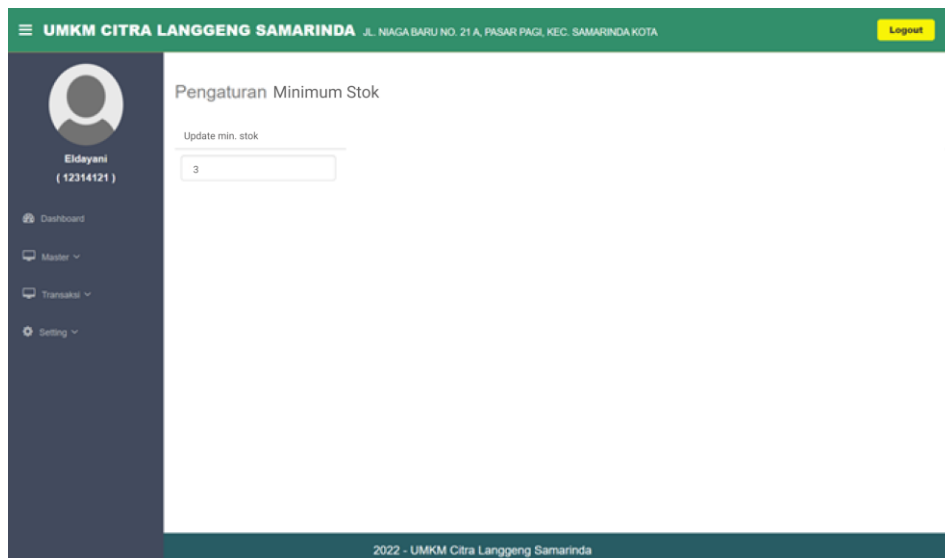 UMKM CITRA LANGGENG SAMARINDA JL. NIAGA BARU NO. 21 A, PASAR PAGI, KEC. SAMARINDA KOTA
Logout
Eldayani
( 12314121 )
Dashboard
Master
Transaksi
Setting
Pengaturan Minimum Stok
Update min. stok
3
2022 - UMKM Citra Langgeng Samarinda